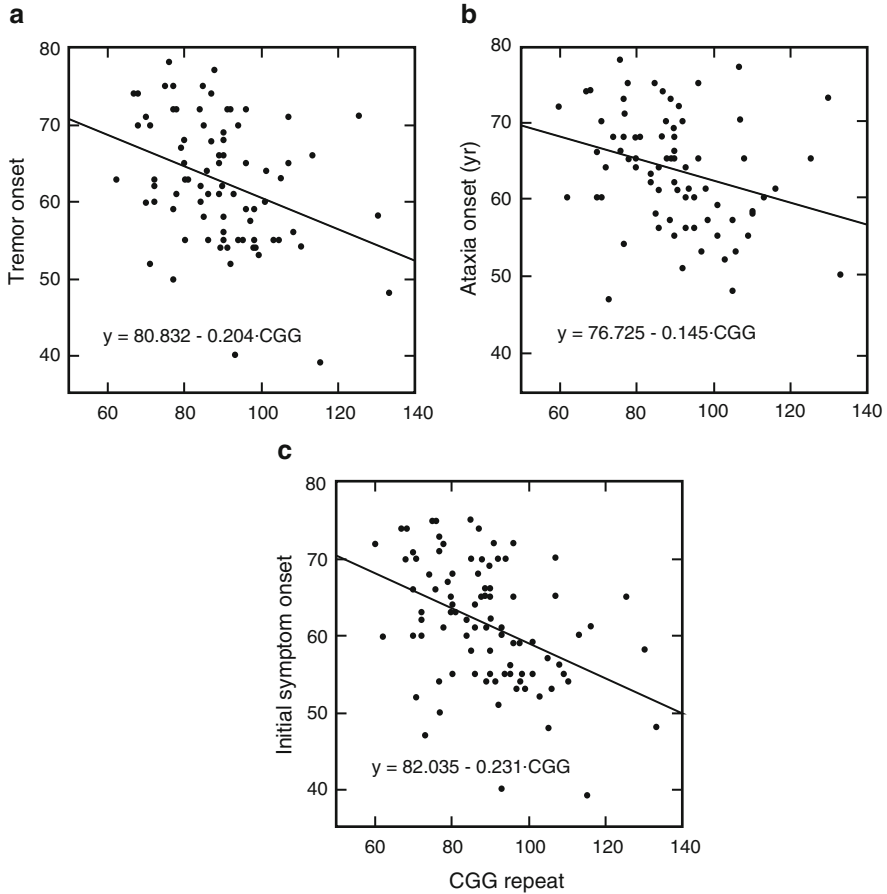 a
80
70
60
50
40
Tremor onset
y = 80.832 - 0.204·CGG
60 80 100 120 140
b
80
70
60
50
40
Ataxia onset (yr)
y = 76.725 - 0.145·CGG
60 80 100 120 140
c
80
70
60
50
40
Initial symptom onset
y = 82.035 - 0.231·CGG
60 80 100 120 140
CGG repeat